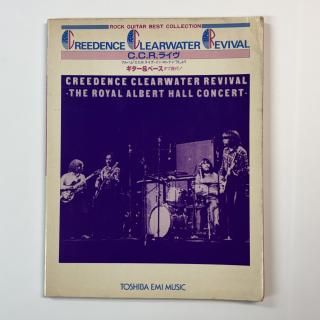 ROCK GUITAR BEST COLLECTION
CREEDENCE CLEARWATER REVIVAL
C.C.R.ライヴ
ギター&ベース
CREEDENCE CLEARWATER REVIVAL
-THE ROYAL ALBERT HALL CONCERT-
TOSHIBA EMI MUSIC